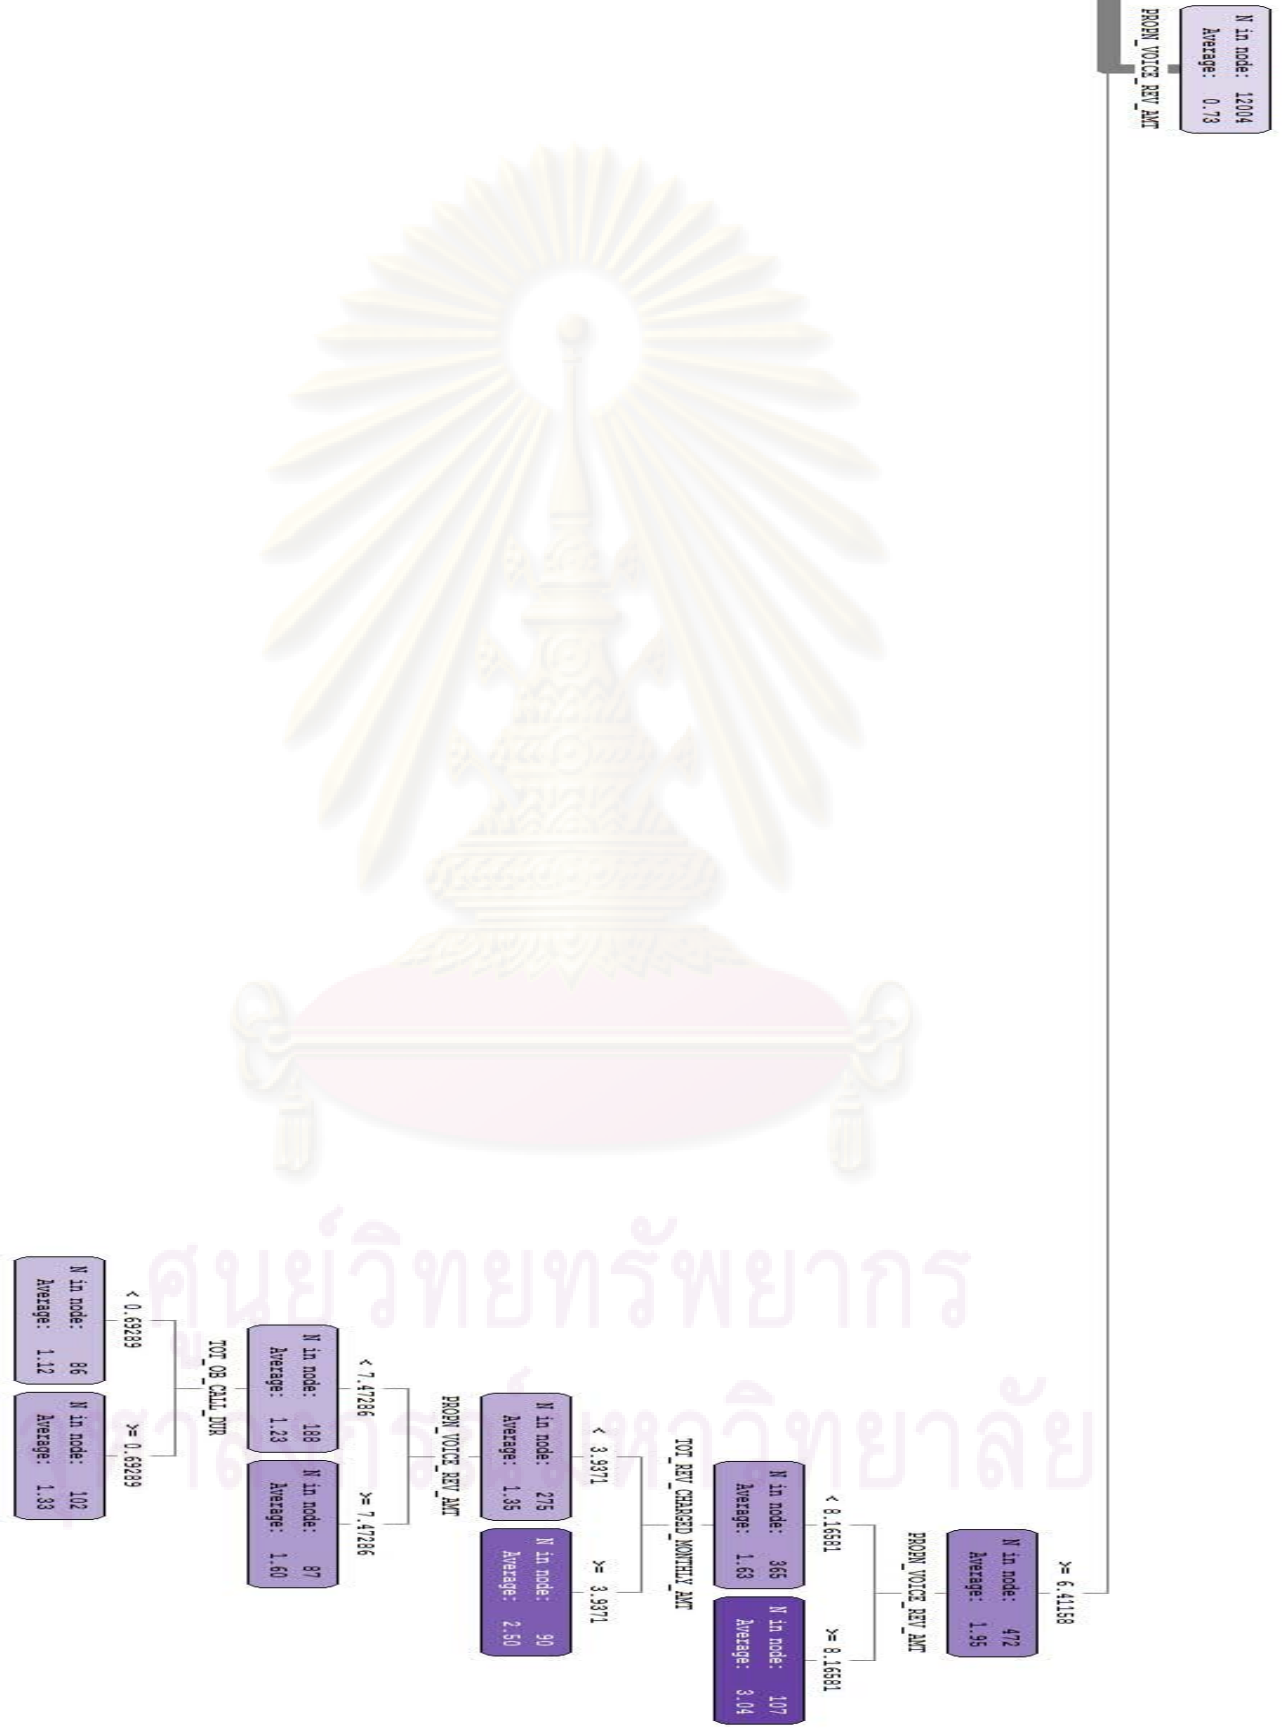 N in node: 12004
Average: 0.73
PROPN_VOICE_REV_AMT
>= 6.41158
N in node: 472
Average: 1.95
PROPN_VOICE_REV_AMT
< 8.16581
>= 8.16581
N in node: 365
Average: 1.63
N in node: 107
Average: 3.04
TOT_REV_CHARGED_MONTHLY_AMT
< 3.9371
>= 3.9371
N in node: 275
Average: 1.35
N in node: 90
Average: 2.50
PROPN_VOICE_REV_AMT
< 7.47286
>= 7.47286
N in node: 188
Average: 1.23
N in node: 87
Average: 1.60
TOT_OB_CALL_DUR
< 0.69289
>= 0.69289
N in node: 86
Average: 1.12
N in node: 102
Average: 1.33
ศูนย์วิทยทรัพยากร
จุฬาลงกรณ์มหาวิทยาลัย